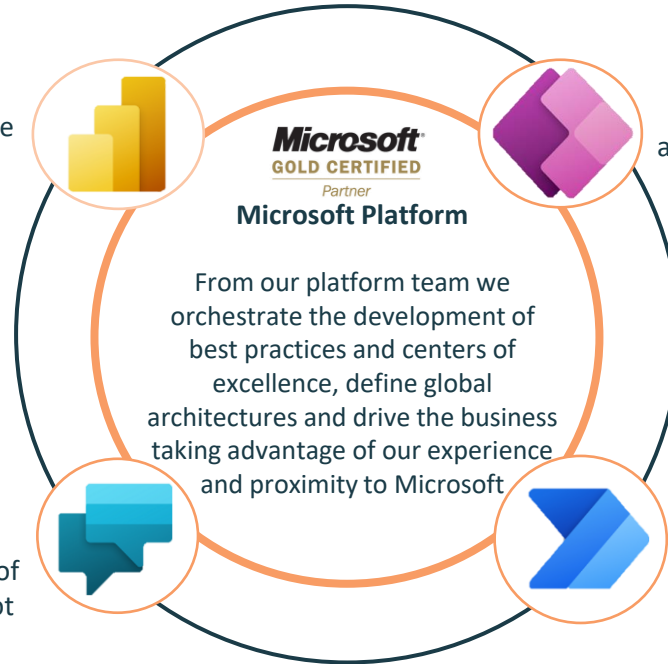 Microsoft
GOLD CERTIFIED
Partner
Microsoft Platform
From our platform team we
orchestrate the development of
best practices and centers of
excellence, define global
architectures and drive the business
taking advantage of our experience
and proximity to Microsoft
of